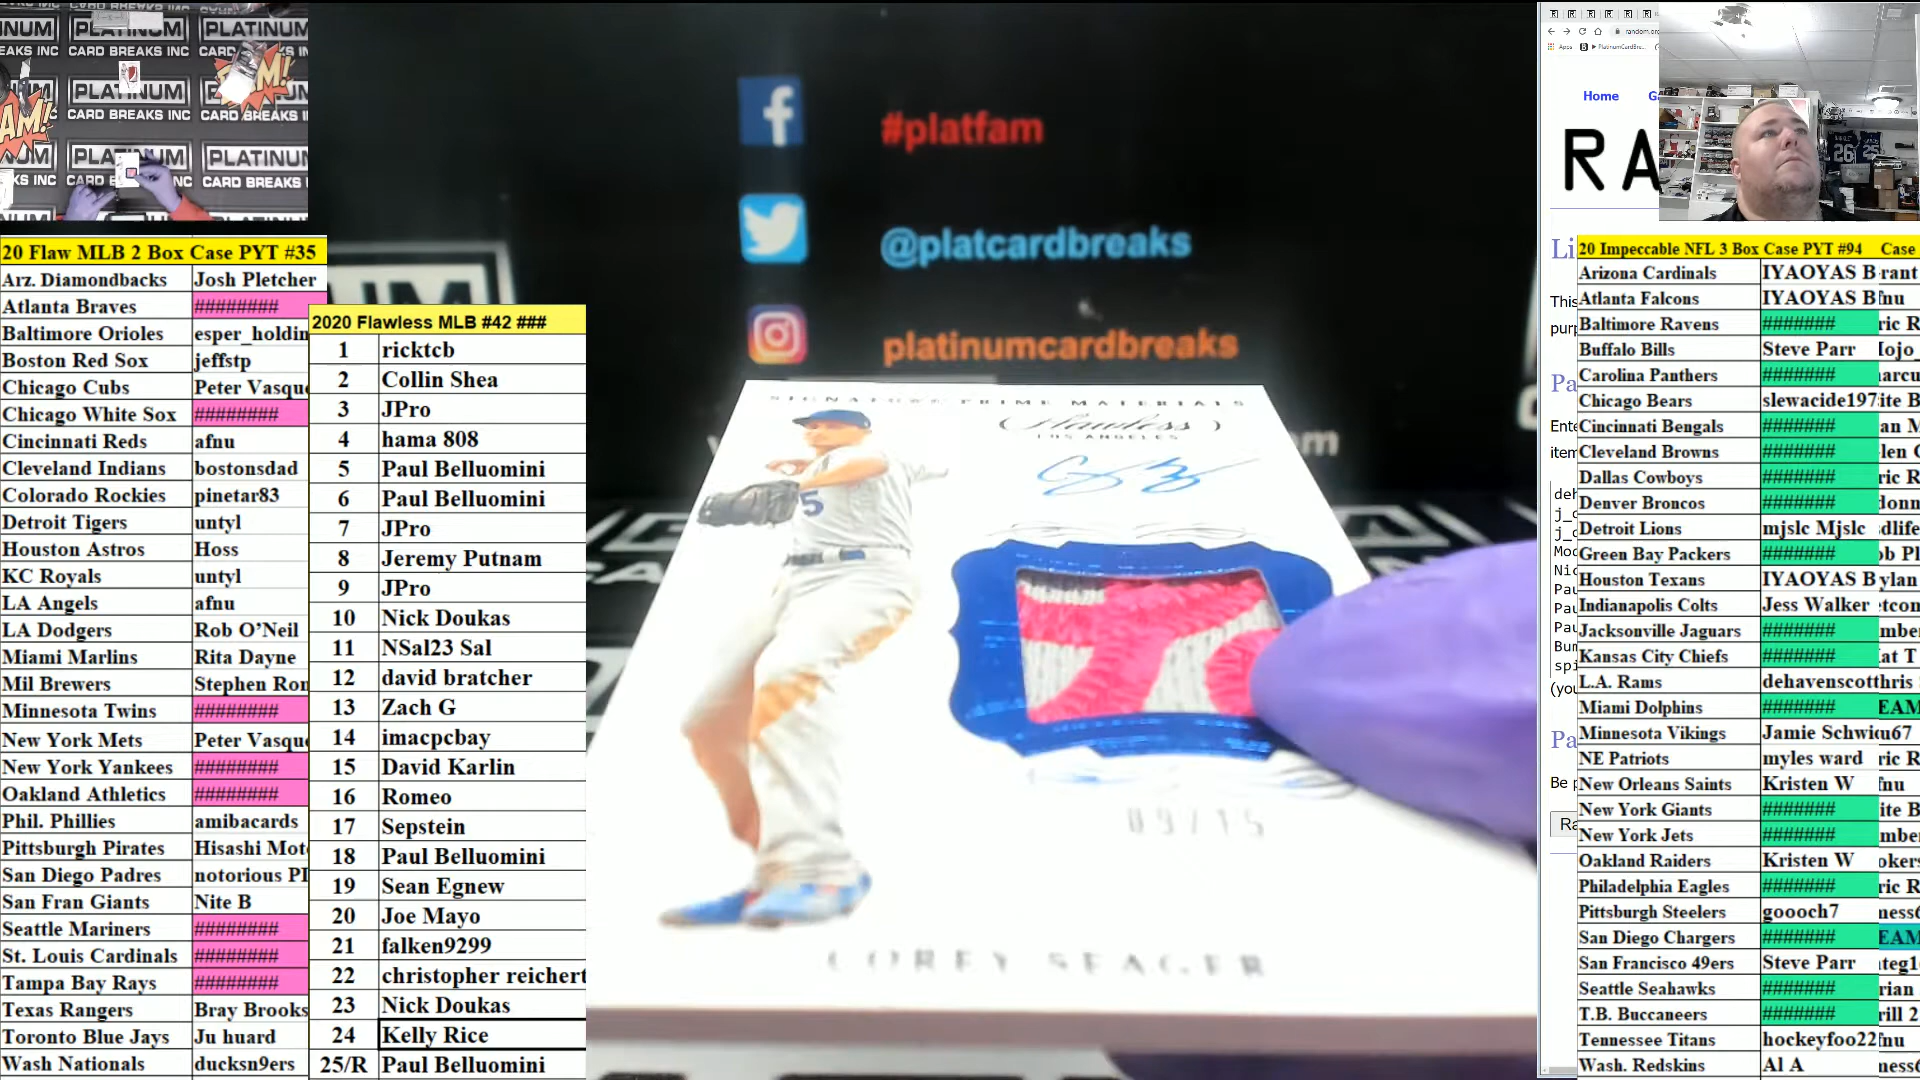 PLATINUM
CARD BREAKS INC
20 Flaw MLB 2 Box Case PYT #35
Arz. Diamondbacks Josh Pletcher
Atlanta Braves ########
Baltimore Orioles esper_holdin
Boston Red Sox jeffstp
Chicago Cubs Peter Vasqu
Chicago White Sox ########
Cincinnati Reds afnu
Cleveland Indians bostonsdad
Colorado Rockies pinetar83
Detroit Tigers untyl
Houston Astros Hoss
KC Royals untyl
LA Angels afnu
LA Dodgers Rob O’Neil
Miami Marlins Rita Dayne
Mil Brewers Stephen Ron
Minnesota Twins ########
New York Mets Peter Vasqu
New York Yankees ########
Oakland Athletics ########
Phil. Phillies amibacards
Pittsburgh Pirates Hisashi Mot
San Diego Padres notorious PI
San Fran Giants Nite B
Seattle Mariners ########
St. Louis Cardinals ########
Tampa Bay Rays ########
Texas Rangers Bray Brooks
Toronto Blue Jays Ju huard
Wash Nationals ducksn9ers
2020 Flawless MLB #42 ###
1 ricktcb
2 Collin Shea
3 JPro
4 hama 808
5 Paul Belluomini
6 Paul Belluomini
7 JPro
8 Jeremy Putnam
9 JPro
10 Nick Doukas
11 NSal23 Sal
12 david bratcher
13 Zach G
14 imacpcbay
15 David Karlin
16 Romeo
17 Sepstein
18 Paul Belluomini
19 Sean Egnew
20 Joe Mayo
21 falken9299
22 christopher reichert
23 Nick Doukas
24 Kelly Rice
25/R Paul Belluomini
#platfam
@platcardbreaks
platinumcardbreaks
SIGNATURE PRIME MATERIALS
Flawless
LOS ANGELES
5
09/15
COREY SEAGER
Home
RA
20 Impeccable NFL 3 Box Case PYT #94 Case
Arizona Cardinals IYAOYAS B
Atlanta Falcons IYAOYAS B
Baltimore Ravens #######
Buffalo Bills Steve Parr
Carolina Panthers #######
Chicago Bears slewacide197
Cincinnati Bengals #######
Cleveland Browns #######
Dallas Cowboys #######
Denver Broncos #######
Detroit Lions mjslc Mjslc
Green Bay Packers #######
Houston Texans IYAOYAS B
Indianapolis Colts Jess Walker
Jacksonville Jaguars #######
Kansas City Chiefs #######
L.A. Rams dehavenscott
Miami Dolphins #######
Minnesota Vikings Jamie Schwi
NE Patriots myles ward
New Orleans Saints Kristen W
New York Giants #######
New York Jets #######
Oakland Raiders Kristen W
Philadelphia Eagles #######
Pittsburgh Steelers goooch7
San Diego Chargers #######
San Francisco 49ers Steve Parr
Seattle Seahawks #######
T.B. Buccaneers #######
Tennessee Titans hockeyfoo22
Wash. Redskins Al A